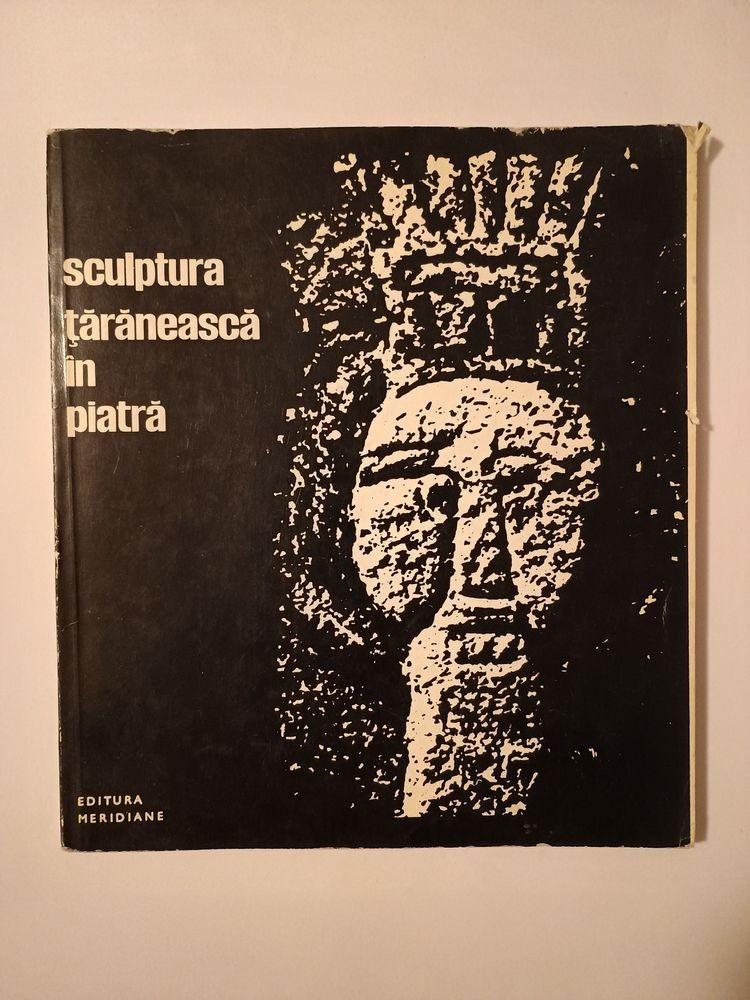 sculptura
ţărănească
în
piatră
EDITURA
MERIDIANE